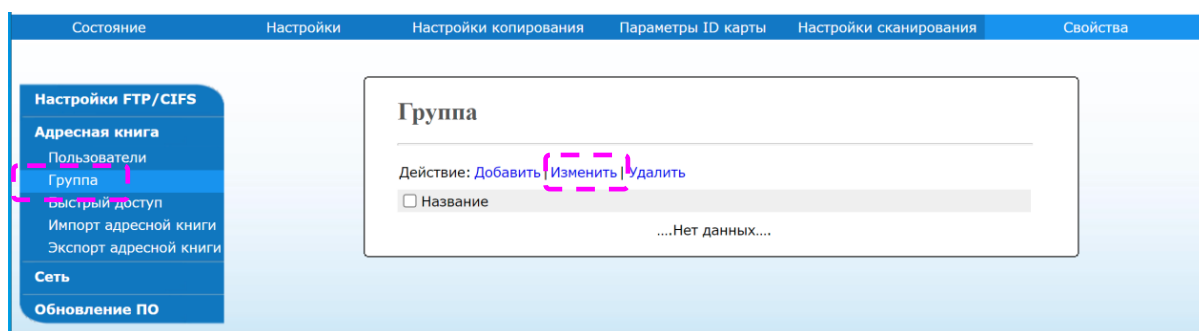 Состояние Настройки Настройки копирования Параметры ID карты Настройки сканирования Свойства
Настройки FTP/CIFS
Адресная книга
Пользователи
Группа
Быстрый доступ
Импорт адресной книги
Экспорт адресной книги
Сеть
Обновление ПО
Группа
Действие: Добавить | Изменить | Удалить
Название
....Нет данных....